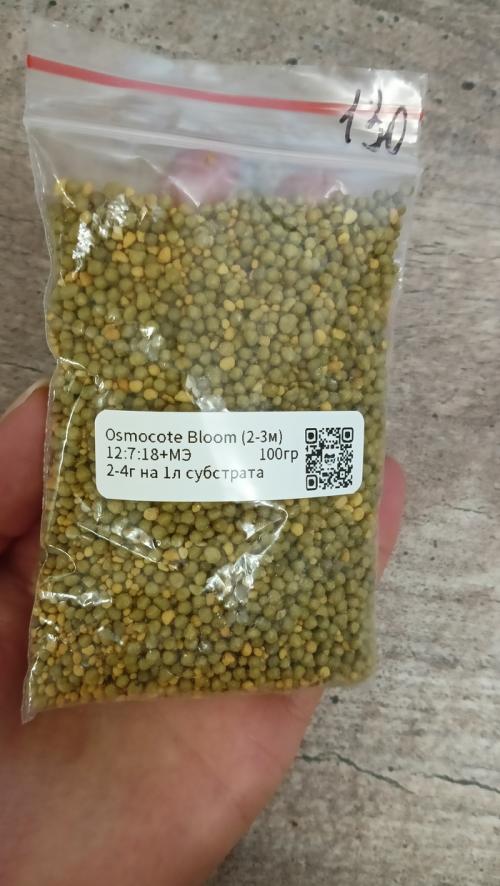 130
Osmocote Bloom (2-3м)
12:7:18+МЭ 100гр
2-4г на 1л субстрата